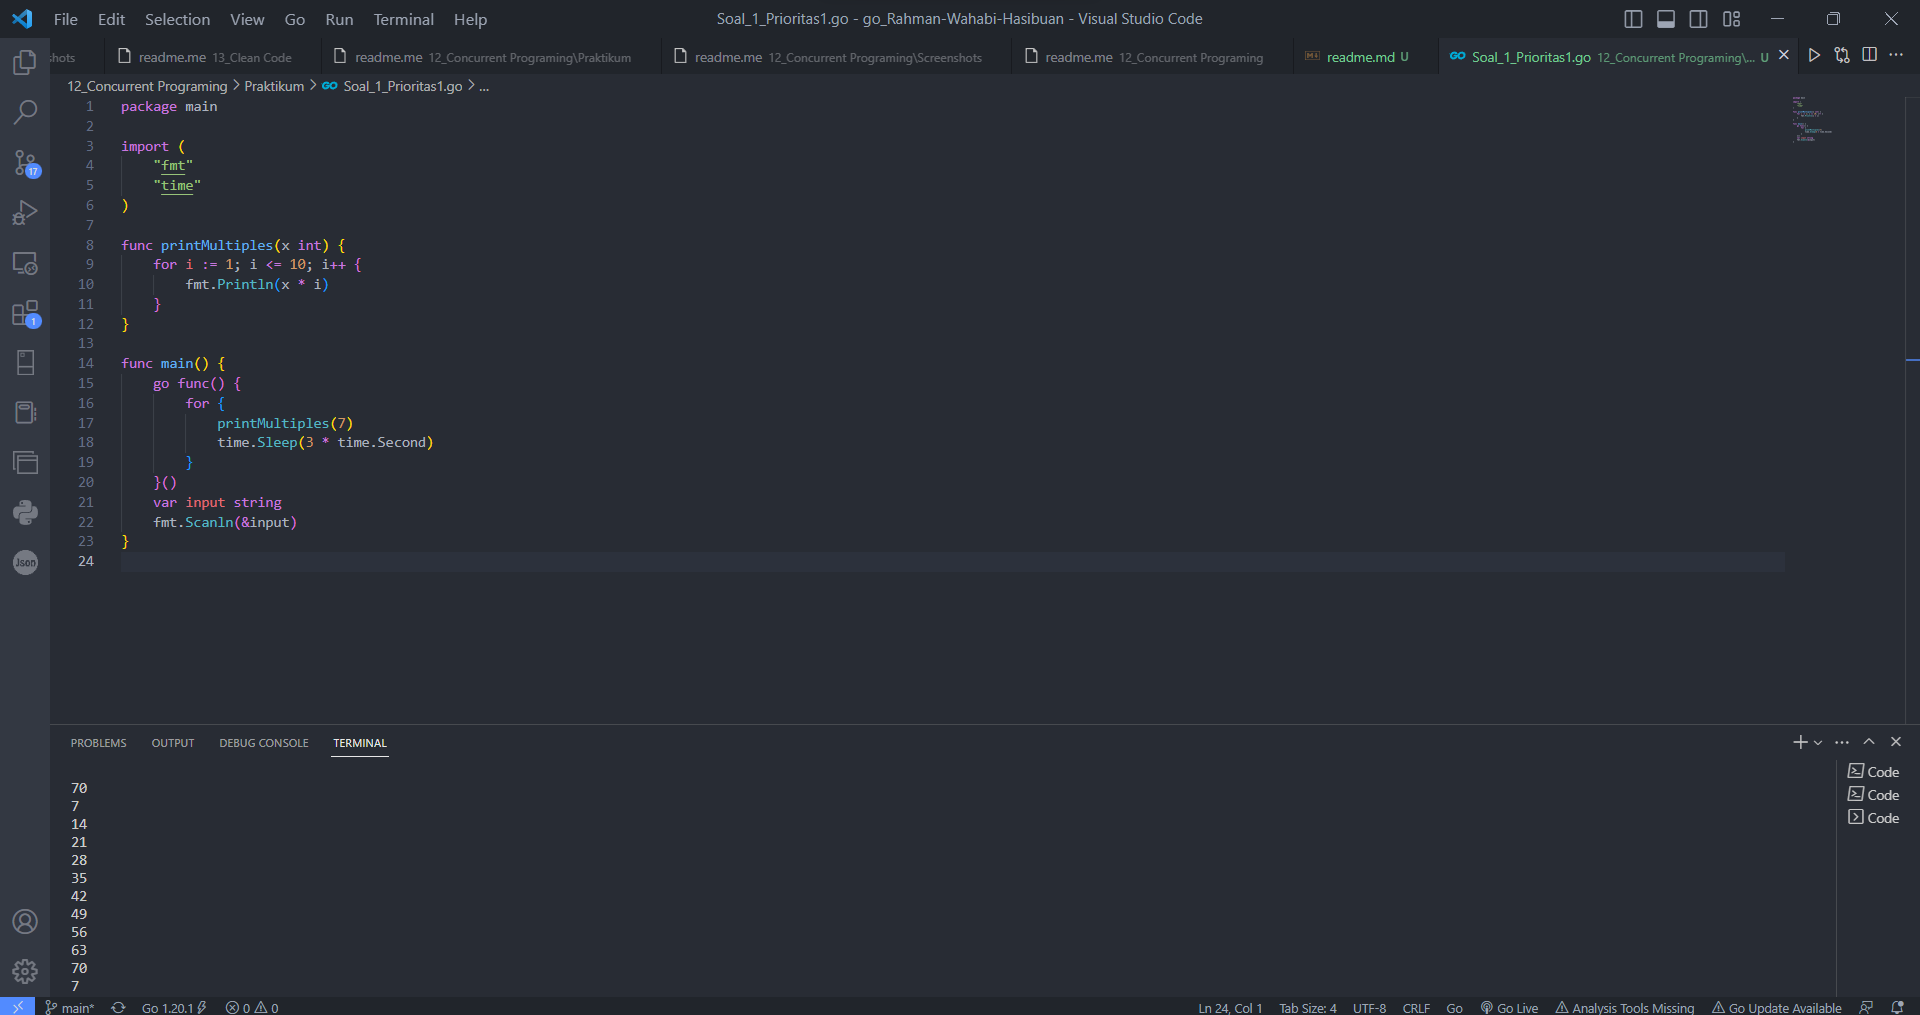 File Edit Selection View Go Run Terminal Help
Soal_1_Prioritas1.go - go_Rahman-Wahabi-Hasibuan - Visual Studio Code
shots readme.me 13_Clean Code readme.me 12_Concurrent Programing\Praktikum readme.me 12_Concurrent Programing\Screenshots readme.me 12_Concurrent Programing readme.md U GO Soal_1_Prioritas1.go 12_Concurrent Programing\... U
12_Concurrent Programing > Praktikum > GO Soal_1_Prioritas1.go > ...
1 package main
2
3 import (
4 "fmt"
5 "time"
6 )
7
8 func printMultiples(x int) {
9 for i := 1; i <= 10; i++ {
10 fmt.Println(x * i)
11 }
12 }
13
14 func main() {
15 go func() {
16 for {
17 printMultiples(7)
18 time.Sleep(3 * time.Second)
19 }
20 }()
21 var input string
22 fmt.Scanln(&input)
23 }
24
17
1
Json
PROBLEMS OUTPUT DEBUG CONSOLE TERMINAL
70
7
14
21
28
35
42
49
56
63
70
7
Code
Code
Code
main* Go 1.20.1 0 0 Ln 24, Col 1 Tab Size: 4 UTF-8 CRLF Go Go Live Analysis Tools Missing Go Update Available